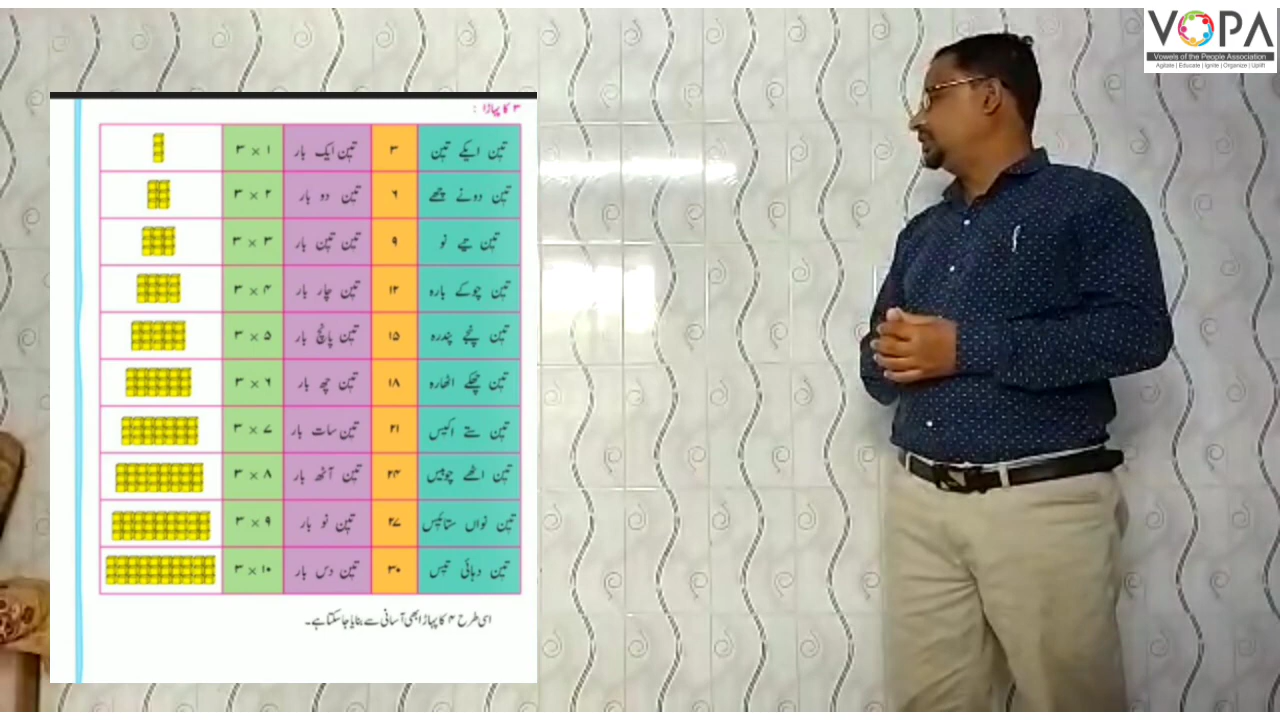 VOPA
Vowels of the People Association
Agitate | Educate | Ignite | Organize | Uplift
۳ کا پہاڑا :
تین ایکے تین ۳ تین ایک بار ۳ × ۱
تین دونے چھے ۶ تین دو بار ۳ × ۲
تین تیے نو ۹ تین تین بار ۳ × ۳
تین چوکے بارہ ۱۲ تین چار بار ۳ × ۴
تین پنجے پندرہ ۱۵ تین پانچ بار ۳ × ۵
تین چھکے اٹھارہ ۱۸ تین چھ بار ۳ × ۶
تین ستے اکیس ۲۱ تین سات بار ۳ × ۷
تین اٹھے چوبیس ۲۴ تین آٹھ بار ۳ × ۸
تین نواں ستائیس ۲۷ تین نو بار ۳ × ۹
تین دہائی تیس ۳۰ تین دس بار ۳ × ۱۰
اسی طرح ۴ کا پہاڑا بھی آسانی سے بنایا جا سکتا ہے۔